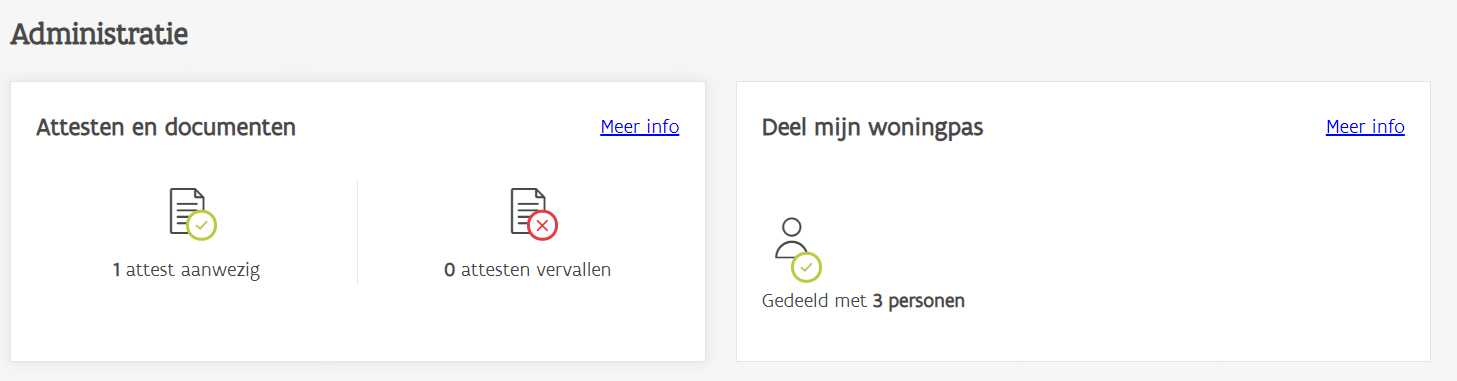 Administratie
Attesten en documenten
Meer info
1 attest aanwezig
0 attesten vervallen
Deel mijn woningpas
Meer info
Gedeeld met 3 personen